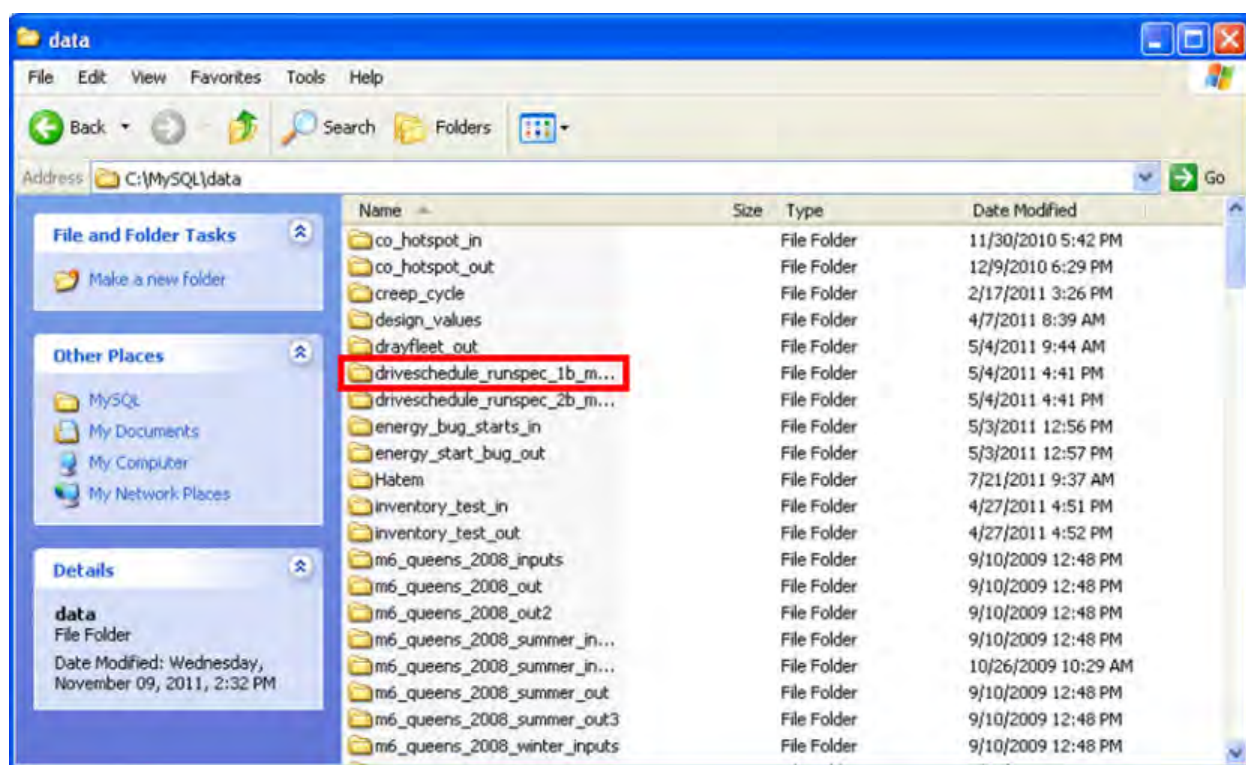 data
File Edit View Favorites Tools Help
Back Search Folders
Address C:\MySQL\data Go
File and Folder Tasks
Make a new folder
Other Places
MySQL
My Documents
My Computer
My Network Places
Details
data
File Folder
Date Modified: Wednesday,
November 09, 2011, 2:32 PM
Name Size Type Date Modified
co_hotspot_in File Folder 11/30/2010 5:42 PM
co_hotspot_out File Folder 12/9/2010 6:29 PM
creep_cycle File Folder 2/17/2011 3:26 PM
design_values File Folder 4/7/2011 8:39 AM
drayfleet_out File Folder 5/4/2011 9:44 AM
driveschedule_runspec_1b_m... File Folder 5/4/2011 4:41 PM
driveschedule_runspec_2b_m... File Folder 5/4/2011 4:41 PM
energy_bug_starts_in File Folder 5/3/2011 12:56 PM
energy_start_bug_out File Folder 5/3/2011 12:57 PM
Hatem File Folder 7/21/2011 9:37 AM
inventory_test_in File Folder 4/27/2011 4:51 PM
inventory_test_out File Folder 4/27/2011 4:52 PM
m6_queens_2008_inputs File Folder 9/10/2009 12:48 PM
m6_queens_2008_out File Folder 9/10/2009 12:48 PM
m6_queens_2008_out2 File Folder 9/10/2009 12:48 PM
m6_queens_2008_summer_in... File Folder 9/10/2009 12:48 PM
m6_queens_2008_summer_in... File Folder 10/26/2009 10:29 AM
m6_queens_2008_summer_out File Folder 9/10/2009 12:48 PM
m6_queens_2008_summer_out3 File Folder 9/10/2009 12:48 PM
m6_queens_2008_winter_inputs File Folder 9/10/2009 12:48 PM